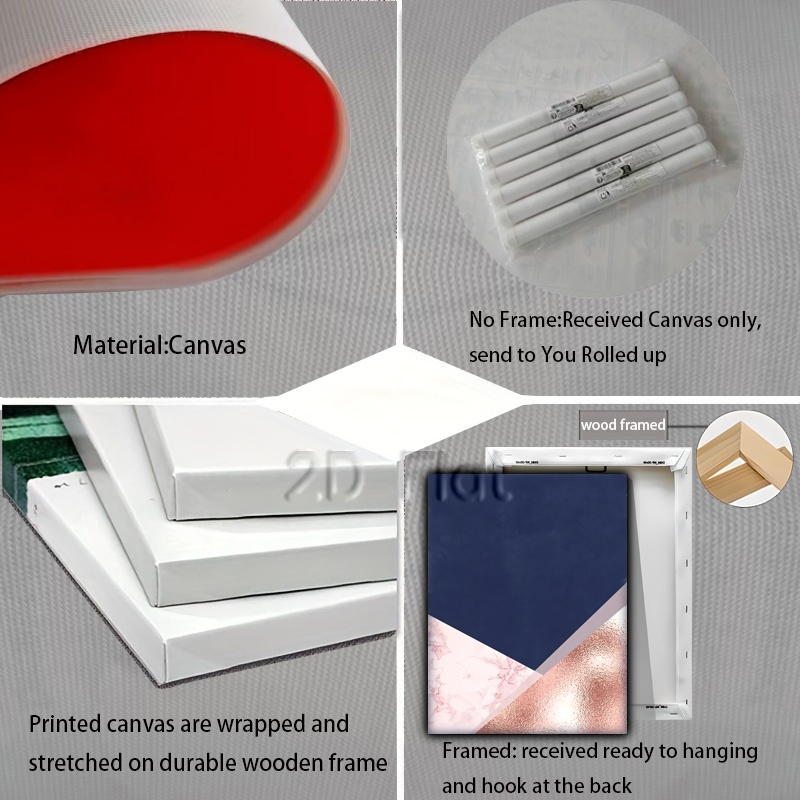 Material:Canvas
No Frame:Received Canvas only,
send to You Rolled up
wood framed
2D Flat
Printed canvas are wrapped and
stretched on durable wooden frame
Framed: received ready to hanging
and hook at the back